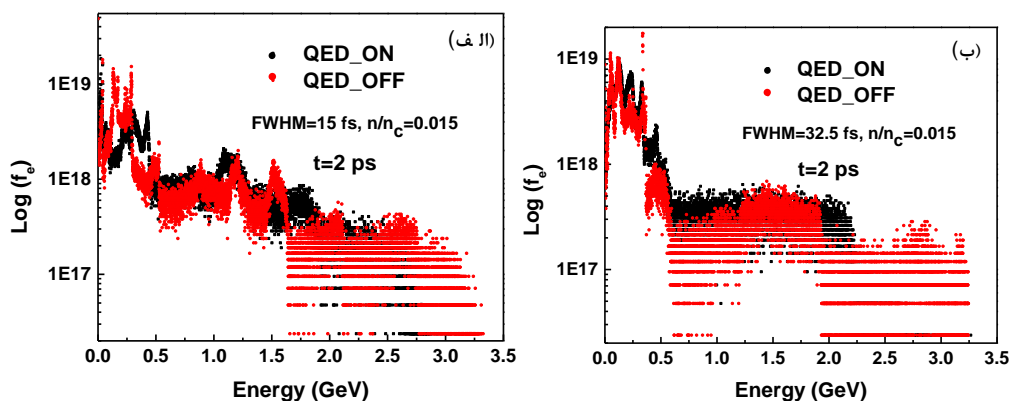 (الف)
QED_ON
QED_OFF
FWHM=15 fs, n/nc=0.015
t=2 ps
Log (fe)
1E19
1E18
1E17
0.0 0.5 1.0 1.5 2.0 2.5 3.0 3.5
Energy (GeV)
(ب)
QED_ON
QED_OFF
FWHM=32.5 fs, n/nc=0.015
t=2 ps
Log (fe)
1E19
1E18
1E17
0.0 0.5 1.0 1.5 2.0 2.5 3.0 3.5
Energy (GeV)